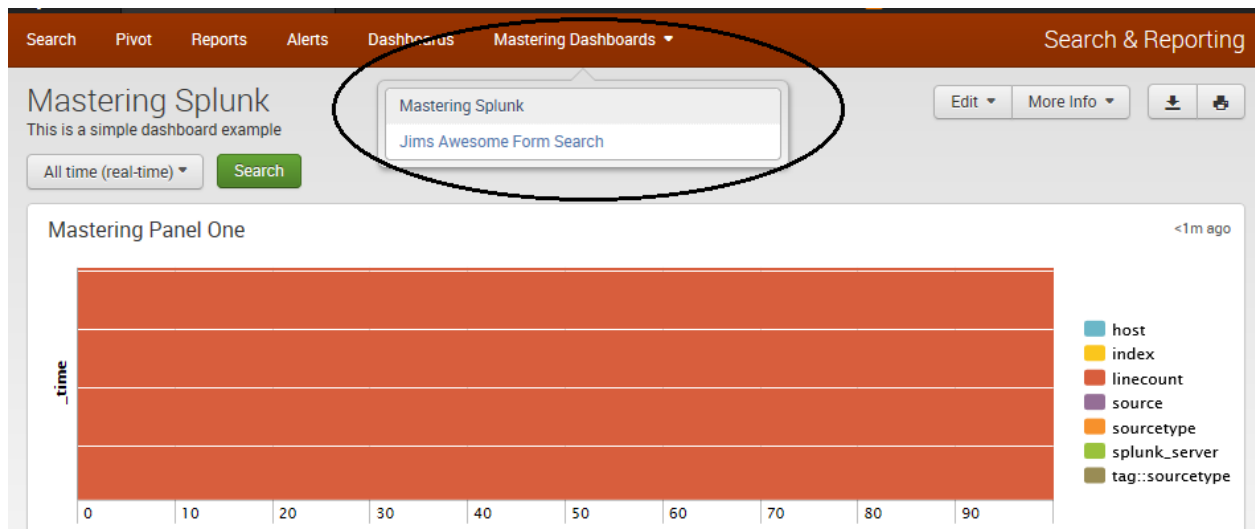 Search Pivot Reports Alerts Dashboards Mastering Dashboards Search & Reporting
Mastering Splunk
This is a simple dashboard example
Mastering Splunk
Jims Awesome Form Search
Edit More Info
All time (real-time) Search
Mastering Panel One <1m ago
_time
host
index
linecount
source
sourcetype
splunk_server
tag::sourcetype
0 10 20 30 40 50 60 70 80 90